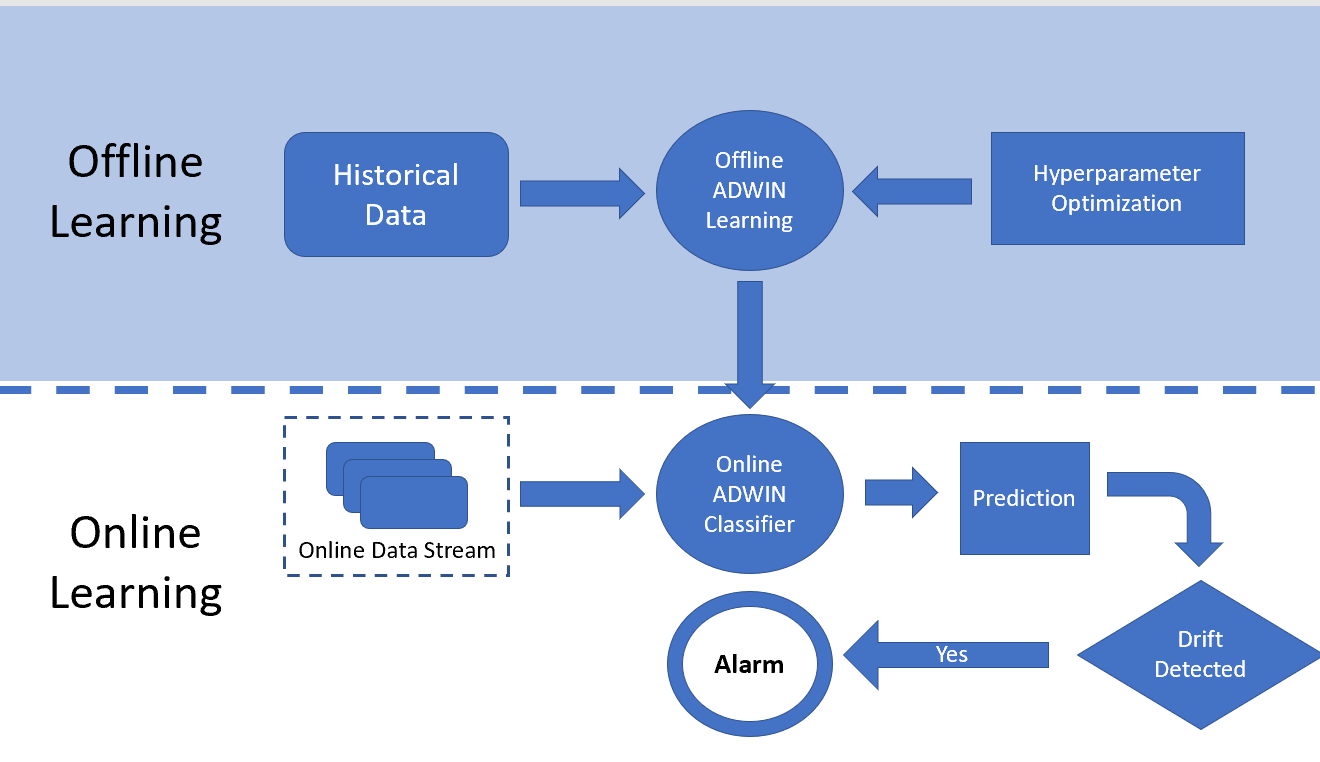 Offline
Learning
Historical
Data
Offline
ADWIN
Learning
Hyperparameter
Optimization
Online
Learning
Online Data Stream
Online
ADWIN
Classifier
Prediction
Drift
Detected
Yes
Alarm